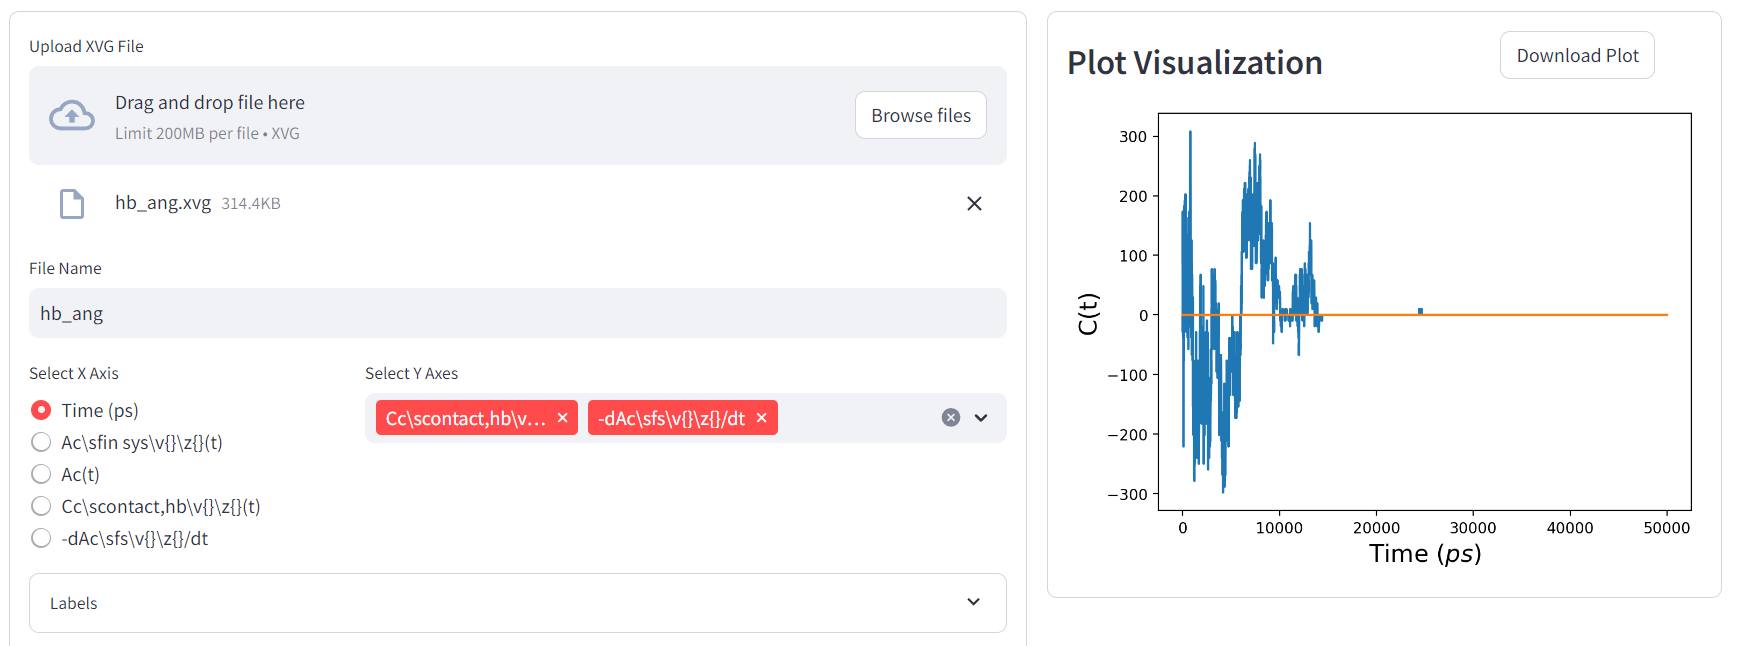 Upload XVG File
Drag and drop file here
Limit 200MB per file • XVG
Browse files
hb_ang.xvg 314.4KB
File Name
hb_ang
Select X Axis
Time (ps)
Ac\sfin sys\v{}\z{}(t)
Ac(t)
Cc\scontact,hb\v{}\z{}(t)
-dAc\sfs\v{}\z{}/dt
Select Y Axes
Cc\scontact,hb\v...
-dAc\sfs\v{}\z{}/dt
Labels
Plot Visualization
Download Plot
300
200
100
0
−100
−200
−300
C(t)
0 10000 20000 30000 40000 50000
Time (ps)